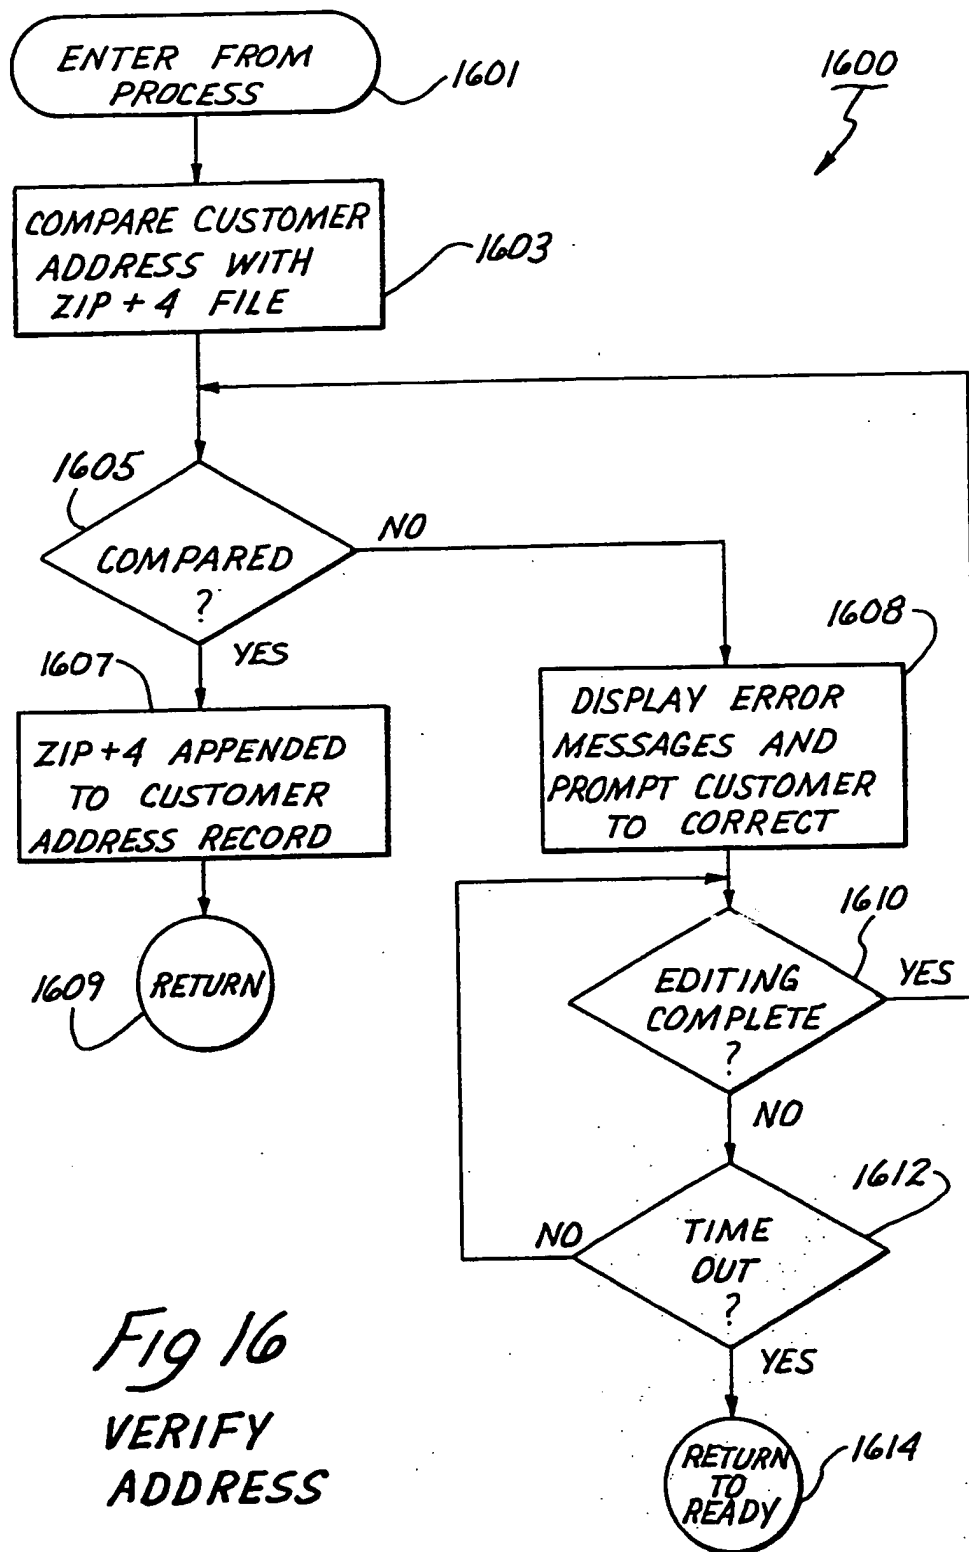 ENTER FROM
PROCESS
1601
1600
COMPARE CUSTOMER
ADDRESS WITH
ZIP + 4 FILE
1603
1605
COMPARED
?
NO
YES
1607
ZIP+4 APPENDED
TO CUSTOMER
ADDRESS RECORD
1609
RETURN
1608
DISPLAY ERROR
MESSAGES AND
PROMPT CUSTOMER
TO CORRECT
1610
EDITING
COMPLETE
?
YES
NO
1612
TIME
OUT
?
NO
YES
RETURN
TO
READY
1614
Fig 16
VERIFY
ADDRESS